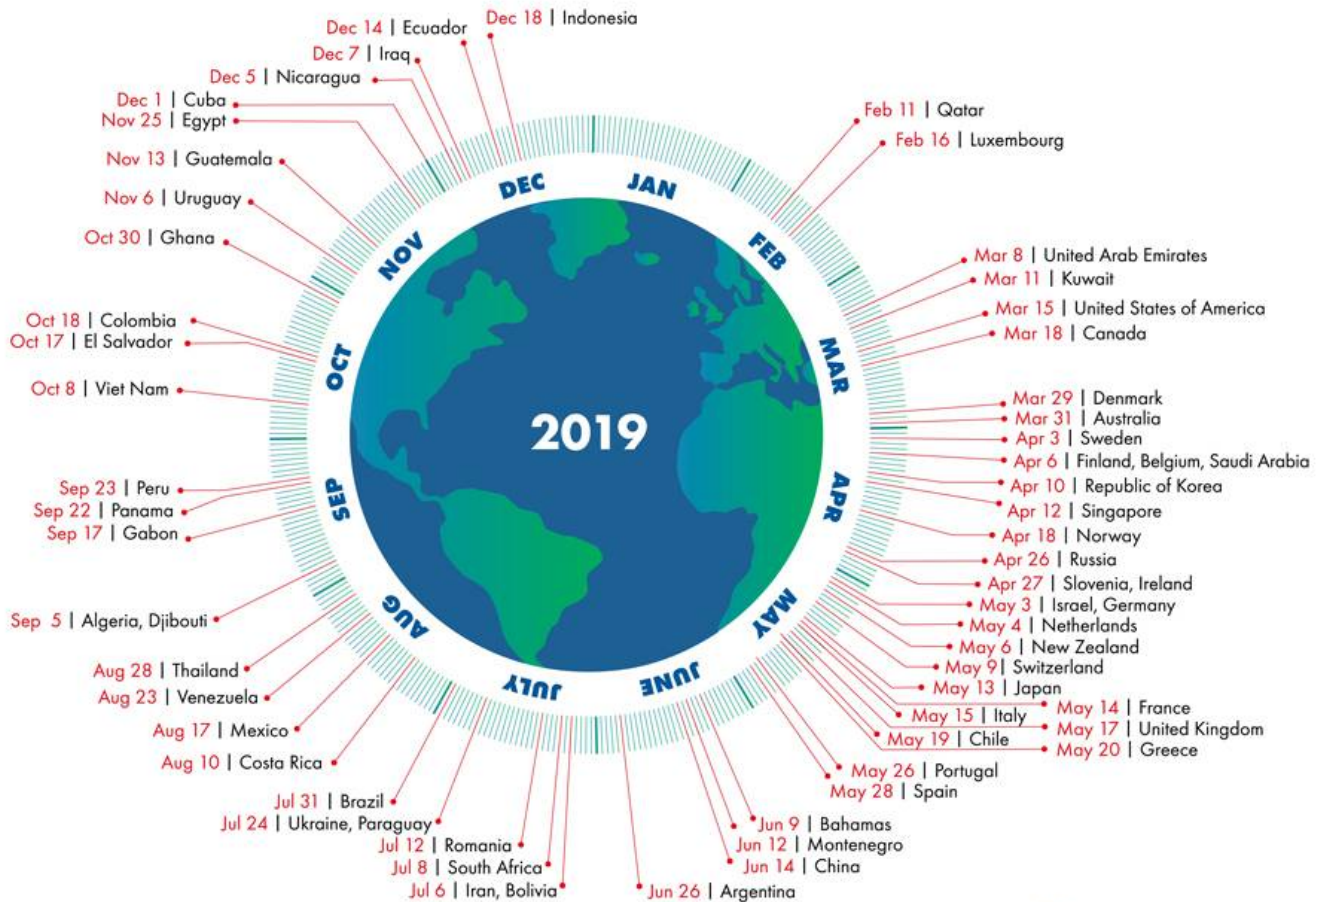 Dec 18 | Indonesia
Dec 14 | Ecuador
Dec 7 | Iraq
Dec 5 | Nicaragua
Dec 1 | Cuba
Nov 25 | Egypt
Nov 13 | Guatemala
Nov 6 | Uruguay
Oct 30 | Ghana
Oct 18 | Colombia
Oct 17 | El Salvador
Oct 8 | Viet Nam
Sep 23 | Peru
Sep 22 | Panama
Sep 17 | Gabon
Sep 5 | Algeria, Djibouti
Aug 28 | Thailand
Aug 23 | Venezuela
Aug 17 | Mexico
Aug 10 | Costa Rica
Jul 31 | Brazil
Jul 24 | Ukraine, Paraguay
Jul 12 | Romania
Jul 8 | South Africa
Jul 6 | Iran, Bolivia
Feb 11 | Qatar
Feb 16 | Luxembourg
Mar 8 | United Arab Emirates
Mar 11 | Kuwait
Mar 15 | United States of America
Mar 18 | Canada
Mar 29 | Denmark
Mar 31 | Australia
Apr 3 | Sweden
Apr 6 | Finland, Belgium, Saudi Arabia
Apr 10 | Republic of Korea
Apr 12 | Singapore
Apr 18 | Norway
Apr 26 | Russia
Apr 27 | Slovenia, Ireland
May 3 | Israel, Germany
May 4 | Netherlands
May 6 | New Zealand
May 9 | Switzerland
May 13 | Japan
May 14 | France
May 15 | Italy
May 17 | United Kingdom
May 19 | Chile
May 20 | Greece
May 26 | Portugal
May 28 | Spain
Jun 9 | Bahamas
Jun 12 | Montenegro
Jun 14 | China
Jun 26 | Argentina
JAN
FEB
MAR
APR
MAY
JUNE
JULY
AUG
SEP
OCT
NOV
DEC
2019